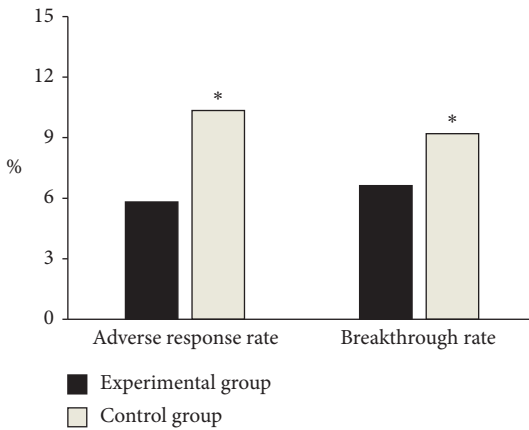 15
12
9
6
3
0
%
*
*
Adverse response rate
Breakthrough rate
Experimental group
Control group